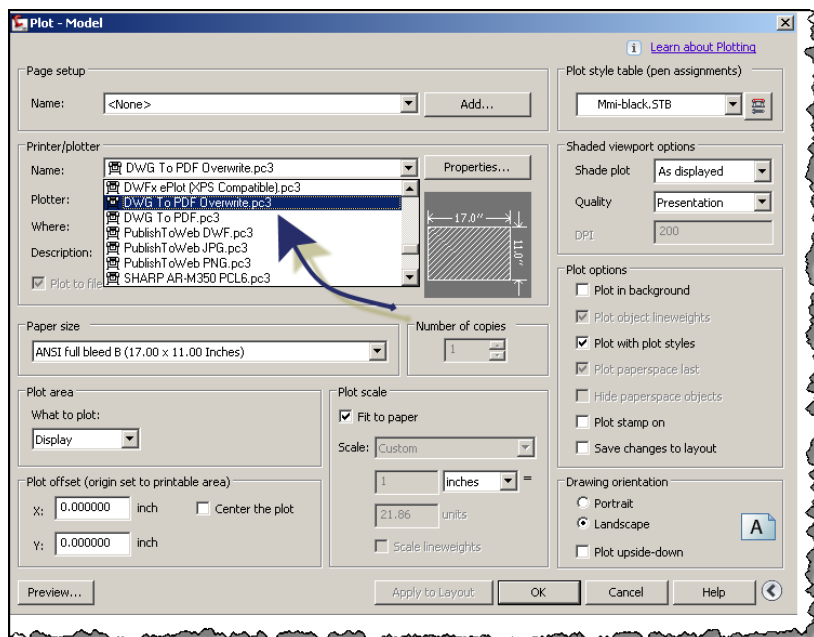 Plot - Model
Learn about Plotting
Page setup
Name: <None> Add...
Plot style table (pen assignments)
Mmi-black.STB
Printer/plotter
Name: DWG To PDF Overwrite.pc3 Properties...
DWFx ePlot (XPS Compatible).pc3
Plotter: DWG To PDF Overwrite.pc3
DWG To PDF.pc3
Where: PublishToWeb DWF.pc3
PublishToWeb JPG.pc3
Description: PublishToWeb PNG.pc3
SHARP AR-M350 PCL6.pc3
Plot to file
17.0''
11.0''
Shaded viewport options
Shade plot As displayed
Quality Presentation
DPI 200
Paper size
ANSI full bleed B (17.00 x 11.00 Inches)
Number of copies
1
Plot options
Plot in background
Plot object lineweights
Plot with plot styles
Plot paperspace last
Hide paperspace objects
Plot stamp on
Save changes to layout
Plot area
What to plot:
Display
Plot scale
Fit to paper
Scale: Custom
1 inches =
21.86 units
Scale lineweights
Plot offset (origin set to printable area)
X: 0.000000 inch Center the plot
Y: 0.000000 inch
Drawing orientation
Portrait
Landscape
Plot upside-down
A
Preview... Apply to Layout OK Cancel Help